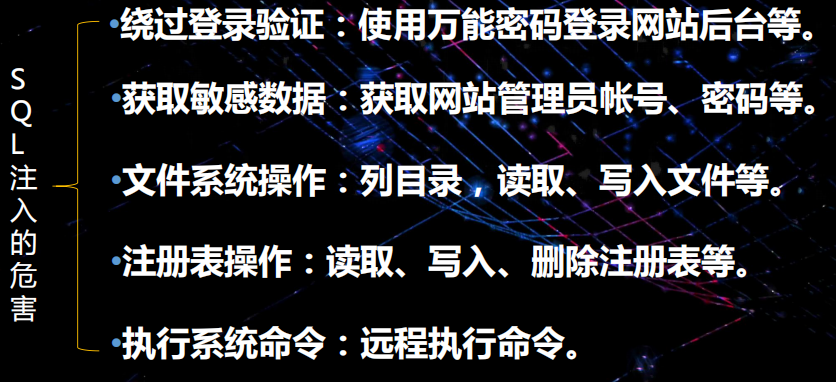 SQL注入的危害
•绕过登录验证：使用万能密码登录网站后台等。
•获取敏感数据：获取网站管理员帐号、密码等。
•文件系统操作：列目录，读取、写入文件等。
•注册表操作：读取、写入、删除注册表等。
•执行系统命令：远程执行命令。